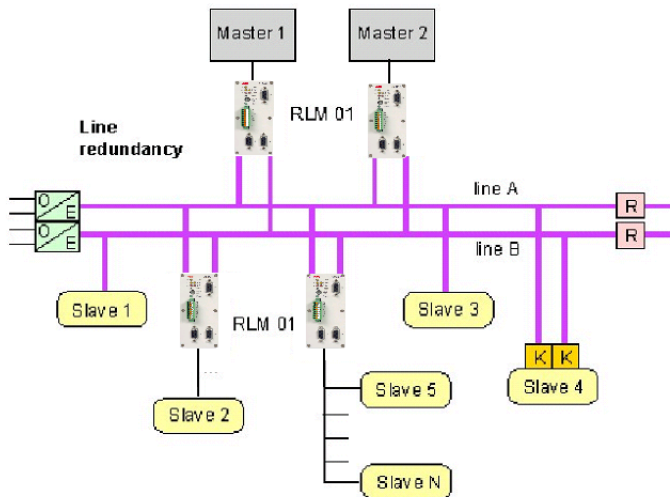 Master 1
Master 2
RLM 01
Line
redundancy
line A
O
E
R
line B
O
E
R
Slave 1
RLM 01
Slave 3
K K
Slave 4
Slave 2
Slave 5
Slave N